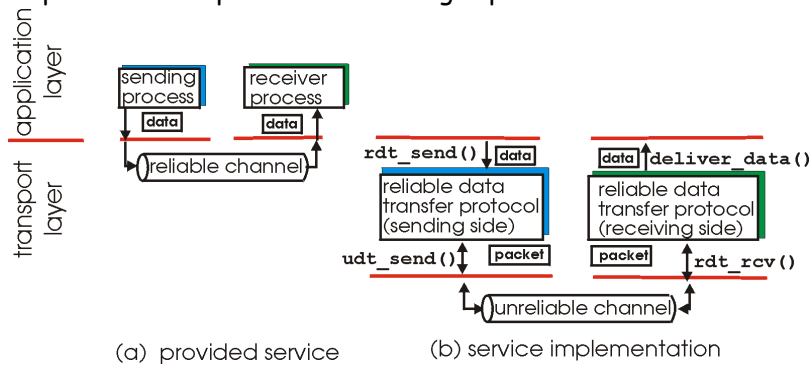 application
layer
transport
layer
sending
process
data
receiver
process
data
reliable channel
(a) provided service
rdt_send()
data
reliable data
transfer protocol
(sending side)
udt_send()
packet
data
deliver_data()
reliable data
transfer protocol
(receiving side)
packet
rdt_rcv()
unreliable channel
(b) service implementation